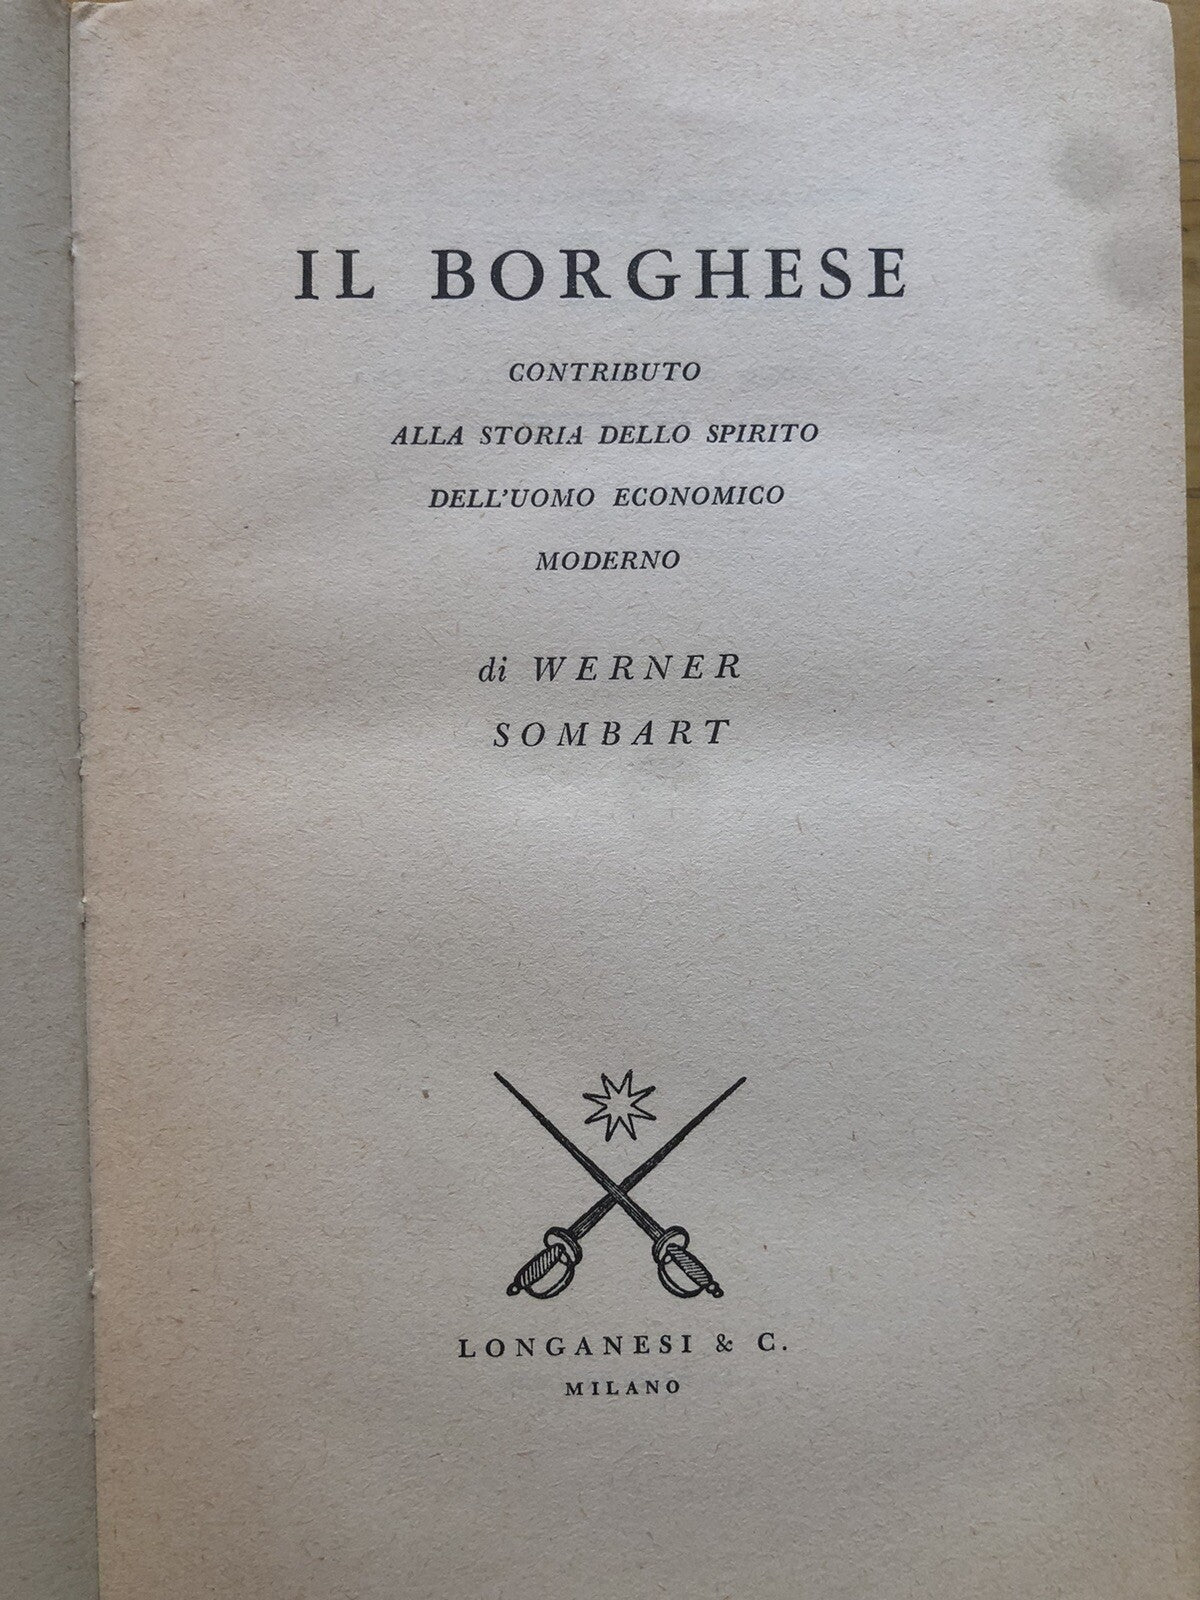 IL BORGHESE
CONTRIBUTO
ALLA STORIA DELLO SPIRITO
DELL'UOMO ECONOMICO
MODERNO
di WERNER
SOMBART
LONGANESI & C.
MILANO